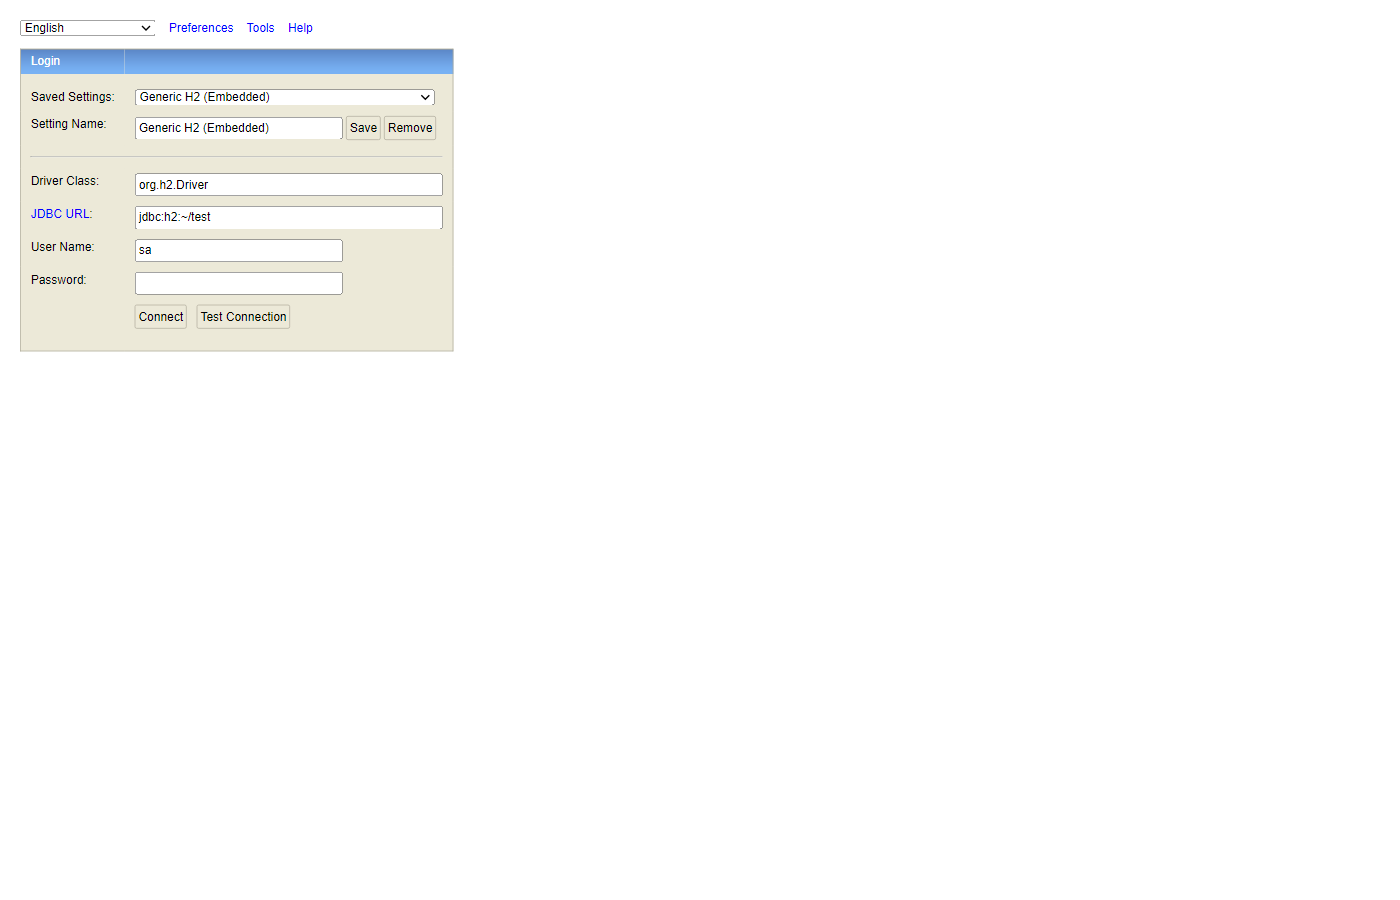 English Preferences Tools Help
Login
Saved Settings: Generic H2 (Embedded)
Setting Name: Generic H2 (Embedded) Save Remove
Driver Class: org.h2.Driver
JDBC URL: jdbc:h2:~/test
User Name: sa
Password:
Connect Test Connection